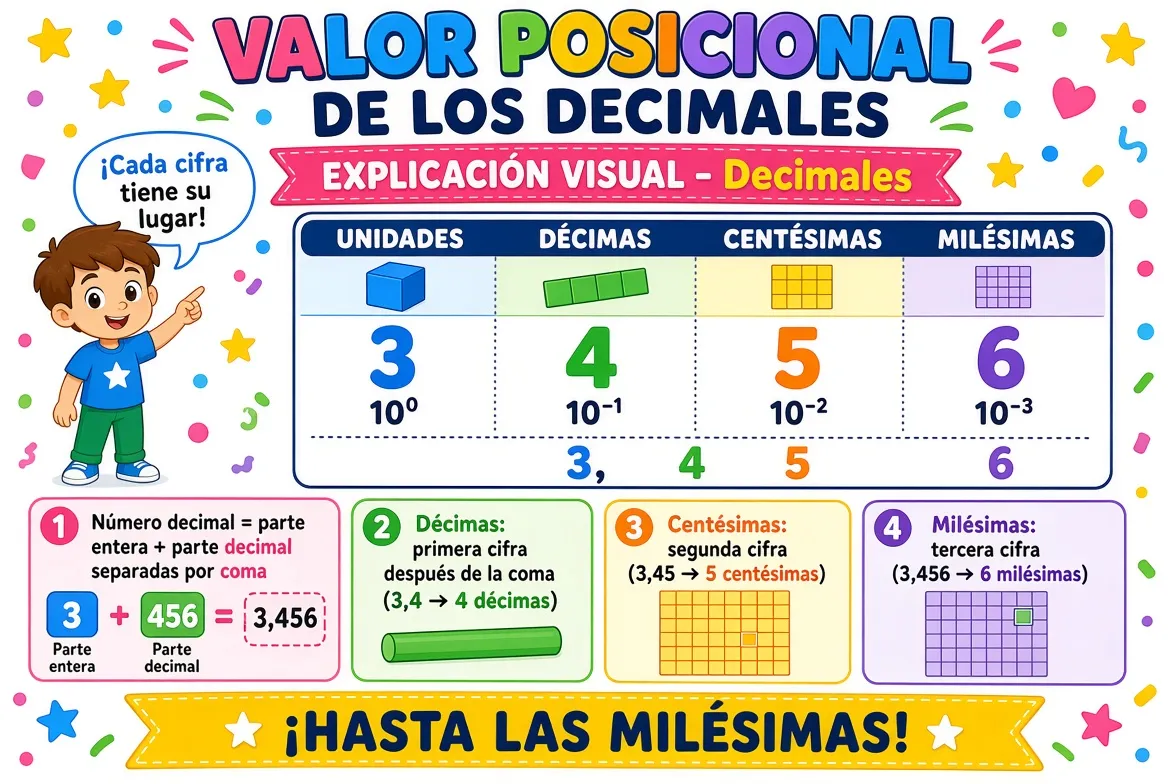 VALOR POSICIONAL
DE LOS DECIMALES
EXPLICACIÓN VISUAL - Decimales
¡Cada cifra
tiene su
lugar!
UNIDADES DÉCIMAS CENTÉSIMAS MILÉSIMAS
3 4 5 6
10⁰ 10⁻¹ 10⁻² 10⁻³
3, 4 5 6
1 Número decimal = parte
entera + parte decimal
separadas por coma
3 + 456 = 3,456
Parte
entera
Parte
decimal
2 Décimas:
primera cifra
después de la coma
(3,4 → 4 décimas)
3 Centésimas:
segunda cifra
(3,45 → 5 centésimas)
4 Milésimas:
tercera cifra
(3,456 → 6 milésimas)
¡HASTA LAS MILÉSIMAS!